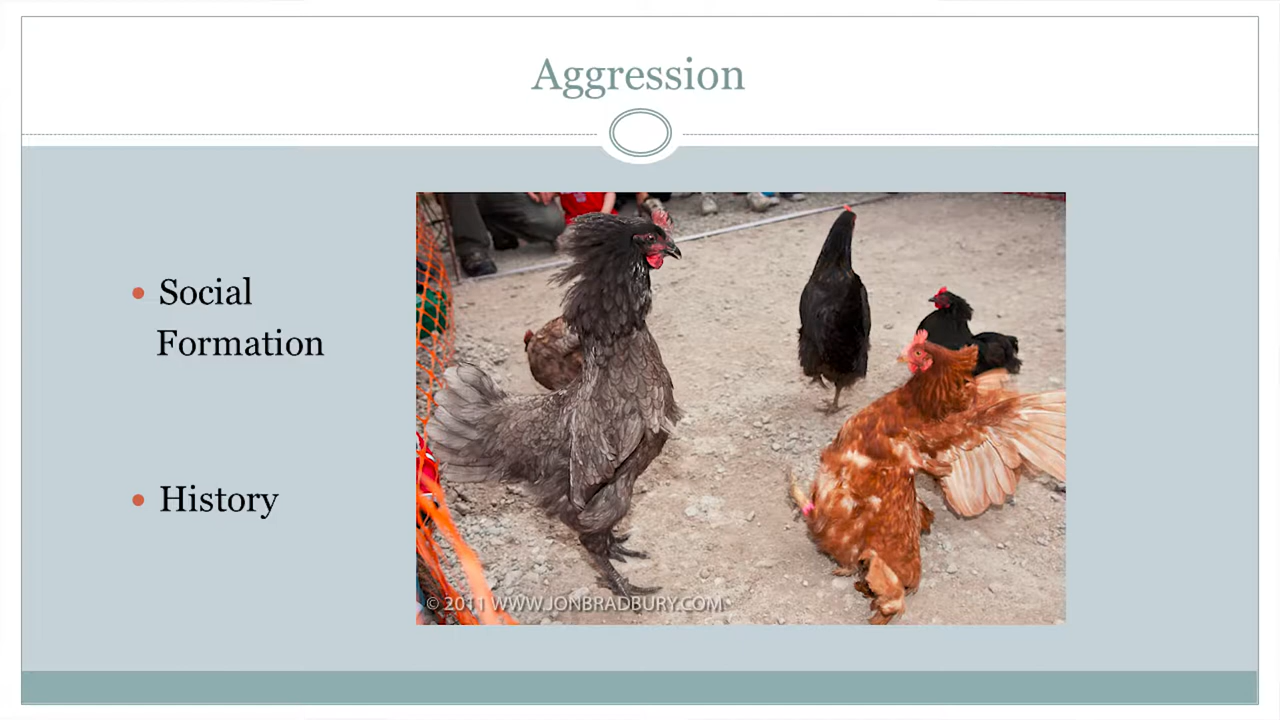 Aggression
• Social
Formation
• History
© 2011 WWW.JONBRADBURY.COM